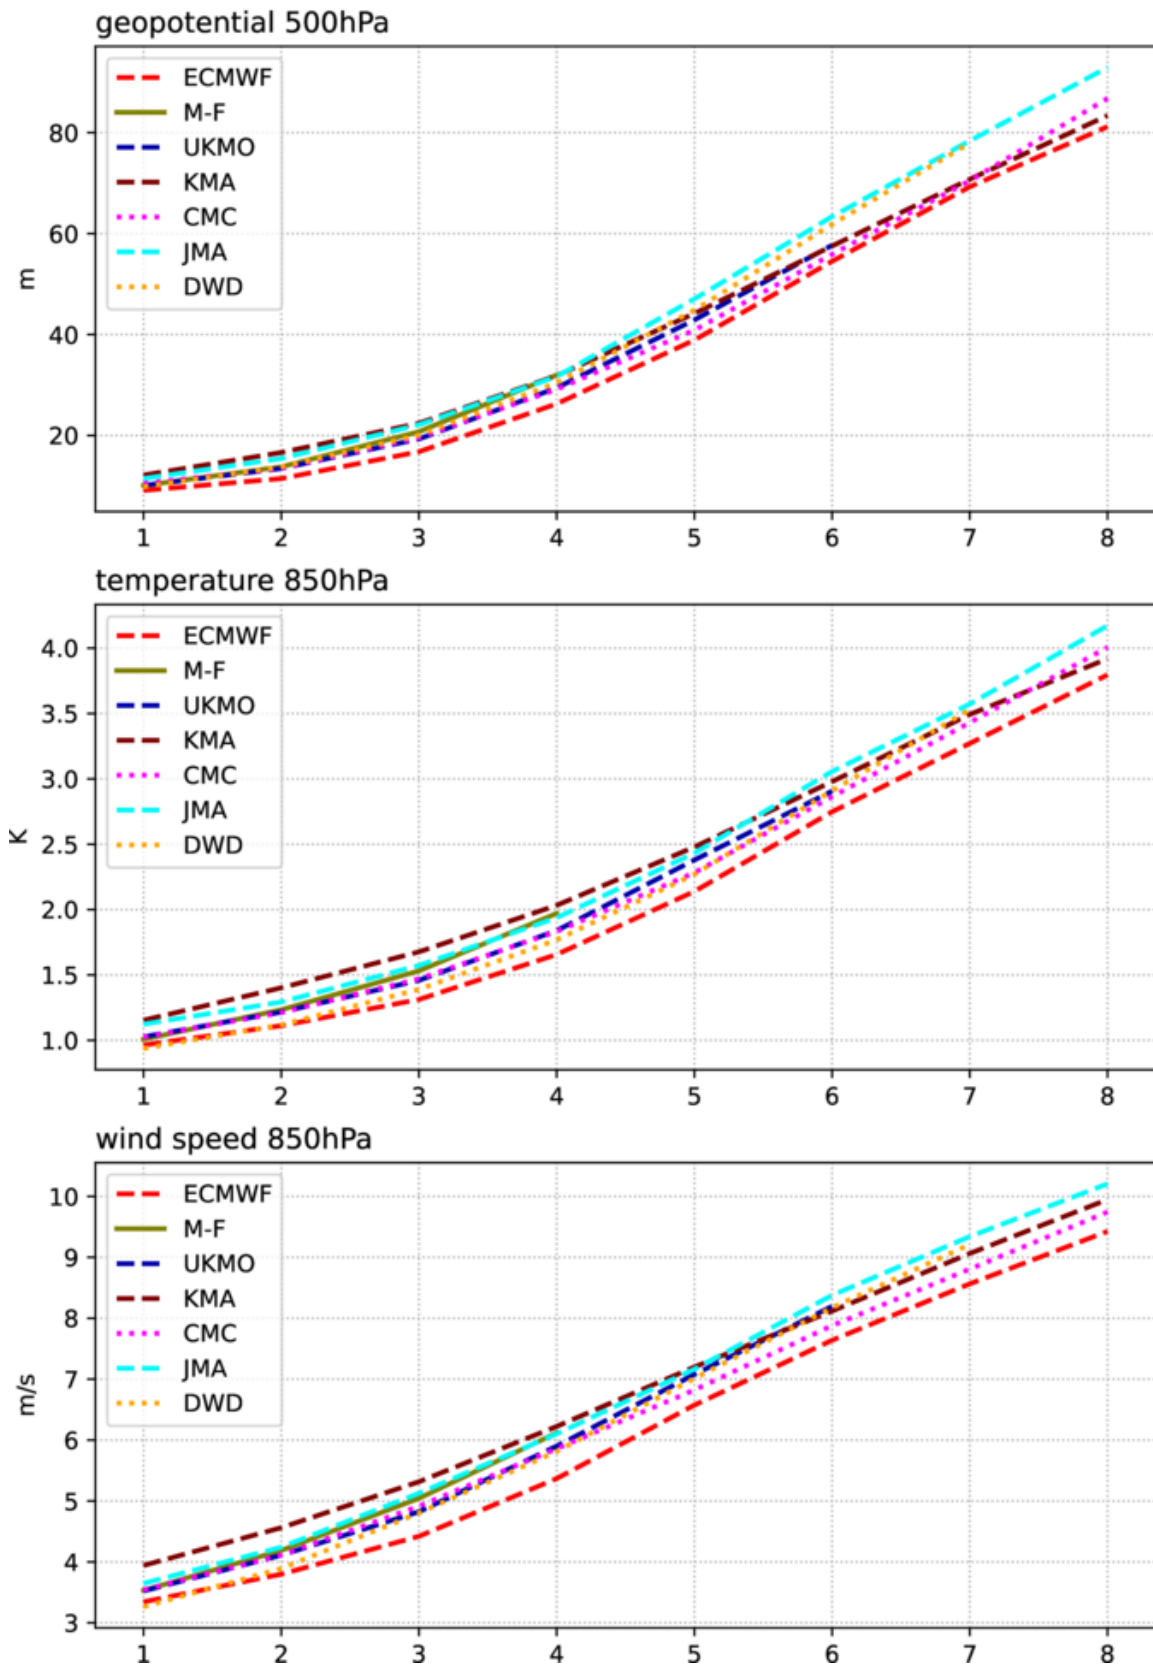 geopotential 500hPa
ECMWF
M-F
UKMO
KMA
CMC
JMA
DWD
80
60
40
20
m
1 2 3 4 5 6 7 8
temperature 850hPa
ECMWF
M-F
UKMO
KMA
CMC
JMA
DWD
4.0
3.5
3.0
2.5
2.0
1.5
1.0
K
1 2 3 4 5 6 7 8
wind speed 850hPa
ECMWF
M-F
UKMO
KMA
CMC
JMA
DWD
10
9
8
7
6
5
4
3
m/s
1 2 3 4 5 6 7 8